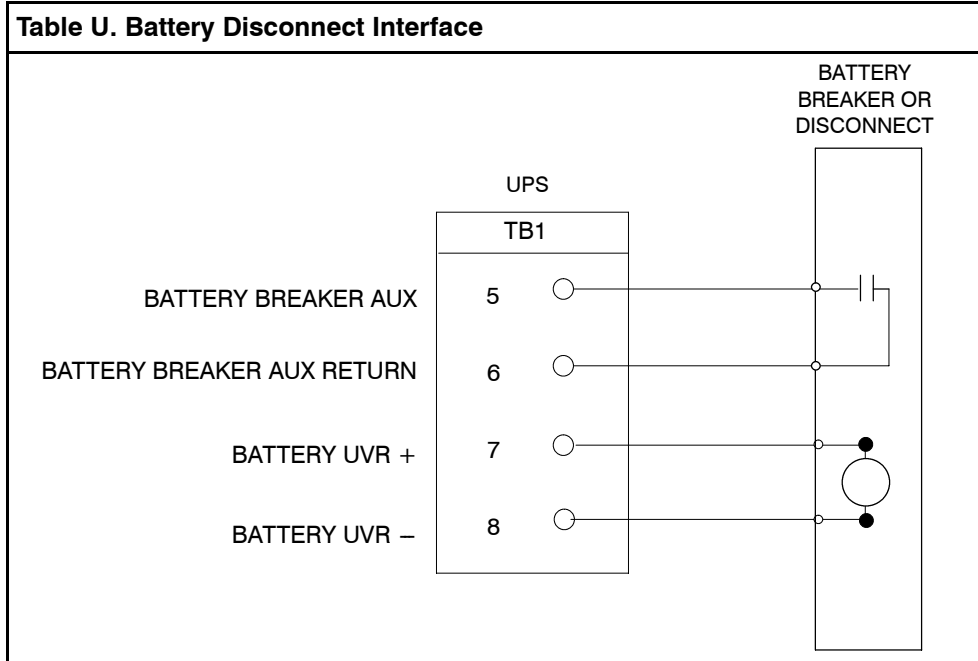 Table U. Battery Disconnect Interface
BATTERY
BREAKER OR
DISCONNECT
UPS
TB1
BATTERY BREAKER AUX 5
BATTERY BREAKER AUX RETURN 6
BATTERY UVR + 7
BATTERY UVR − 8